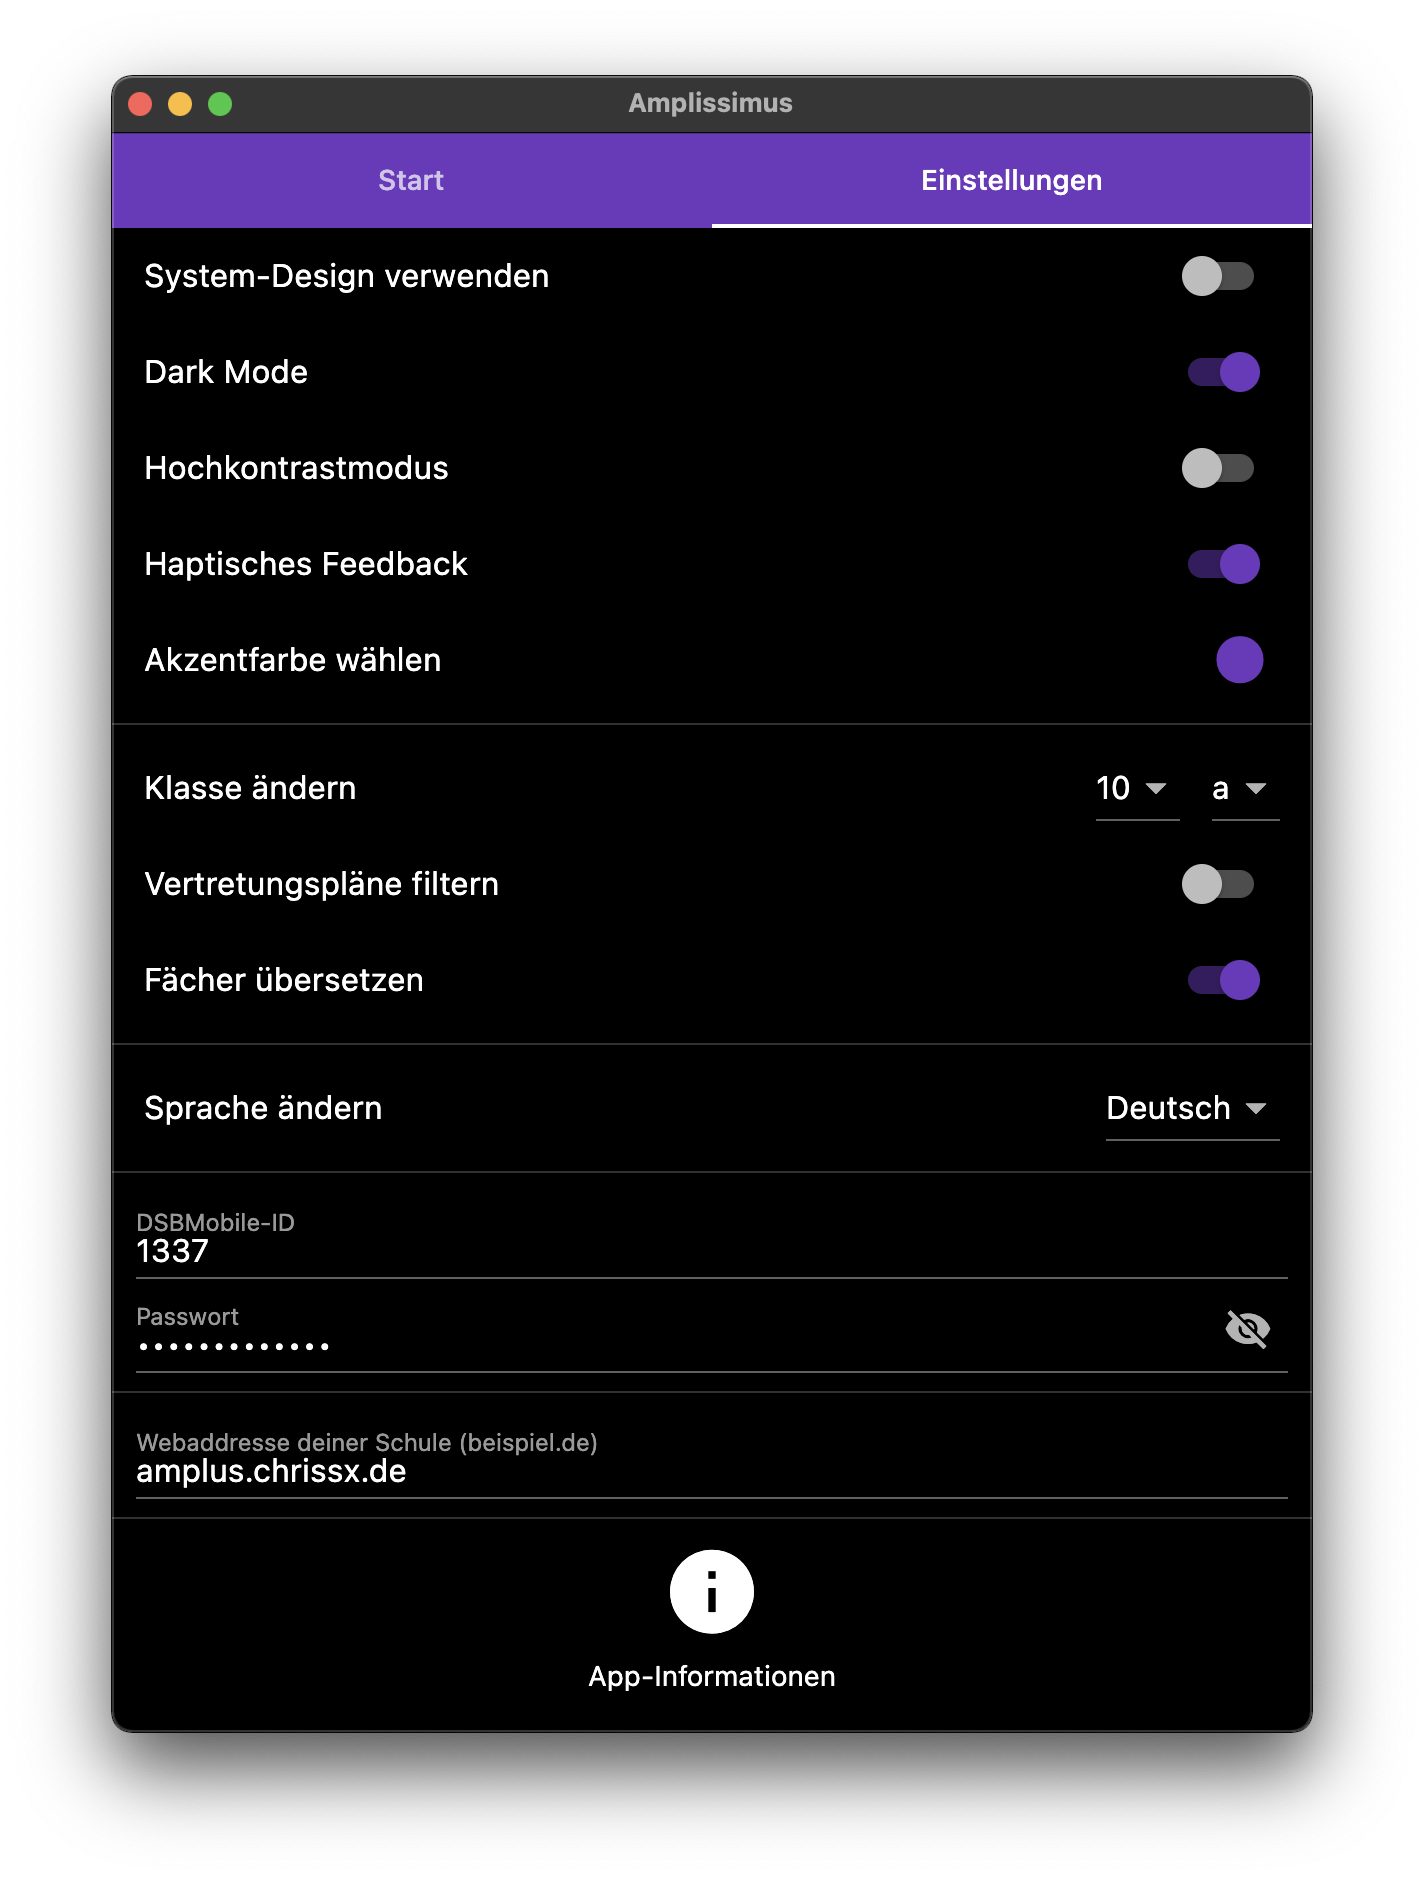 Amplissimus
Start Einstellungen
System-Design verwenden
Dark Mode
Hochkontrastmodus
Haptisches Feedback
Akzentfarbe wählen
Klasse ändern 10 a
Vertretungspläne filtern
Fächer übersetzen
Sprache ändern Deutsch
DSBMobile-ID
1337
Passwort
•••••••••••••
Webaddresse deiner Schule (beispiel.de)
amplus.chrissx.de
App-Informationen